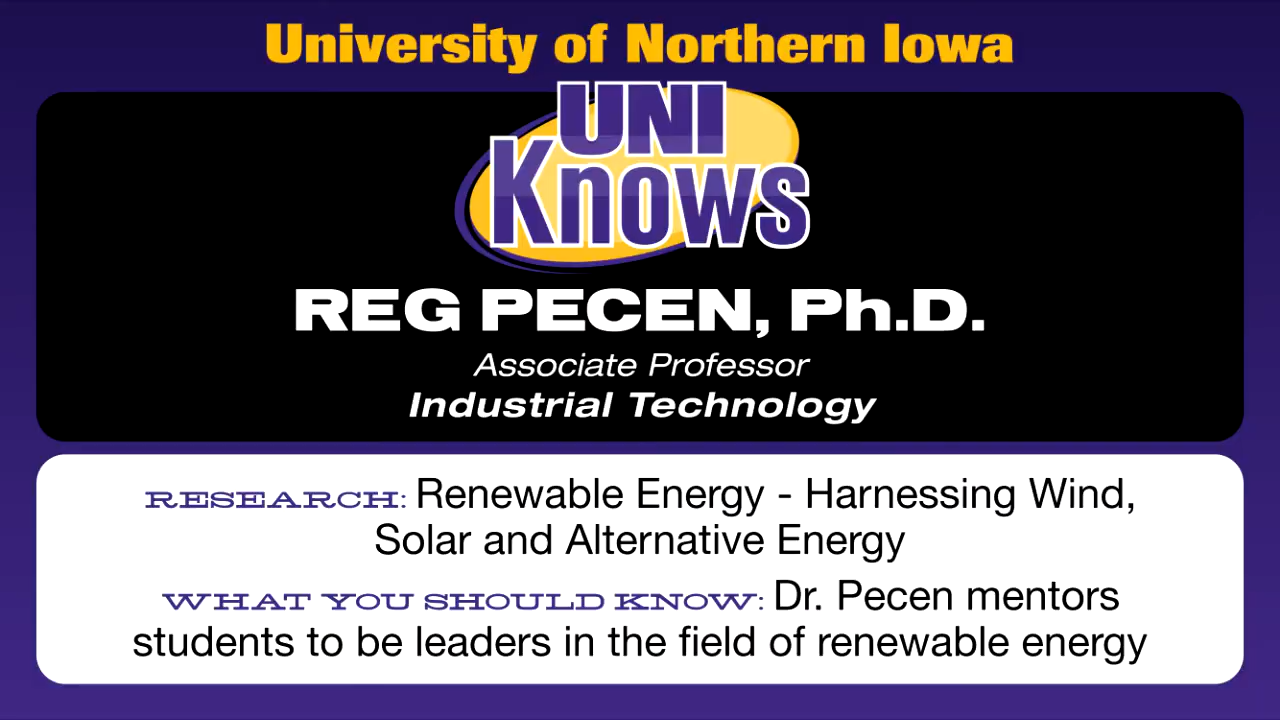 University of Northern Iowa
UNI
Knows
REG PECEN, Ph.D.
Associate Professor
Industrial Technology
RESEARCH: Renewable Energy - Harnessing Wind,
Solar and Alternative Energy
WHAT YOU SHOULD KNOW: Dr. Pecen mentors
students to be leaders in the field of renewable energy